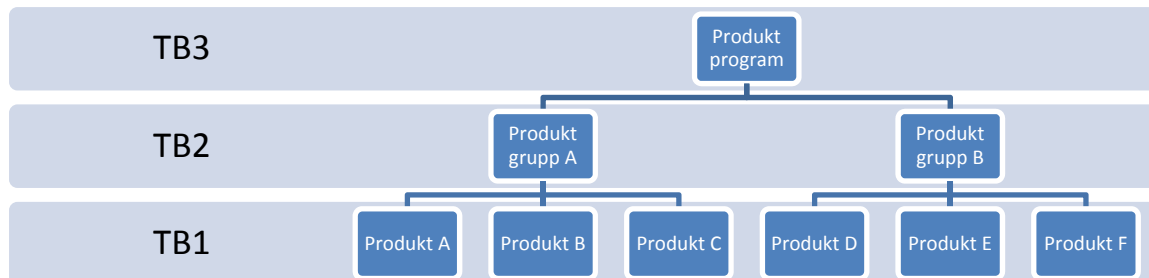 TB3
Produkt
program
TB2
Produkt
grupp A
Produkt
grupp B
TB1
Produkt A
Produkt B
Produkt C
Produkt D
Produkt E
Produkt F